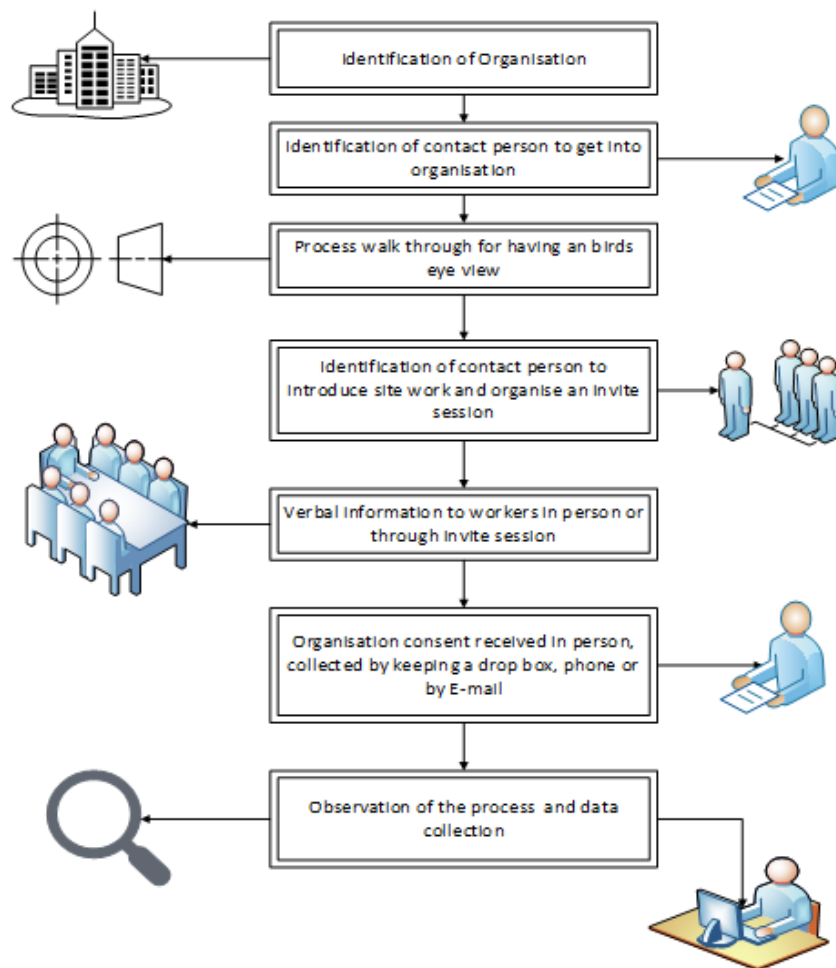 Identification of Organisation
Identification of contact person to get into
organisation
Process walk through for having an birds
eye view
Identification of contact person to
introduce site work and organise an invite
session
Verbal information to workers in person or
through invite session
Organisation consent received in person,
collected by keeping a drop box, phone or
by E-mail
Observation of the process and data
collection